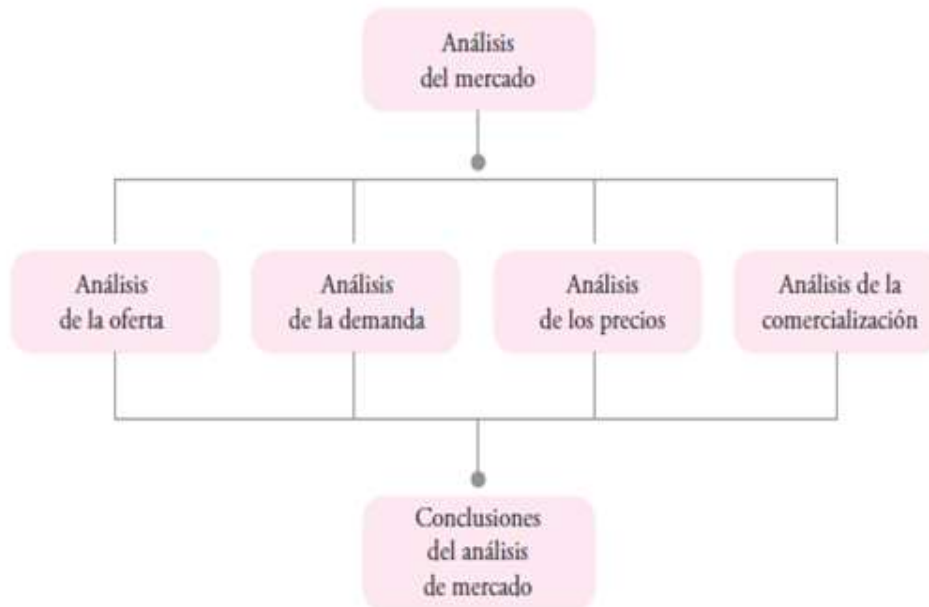 Análisis
del mercado
Análisis
de la oferta
Análisis
de la demanda
Análisis
de los precios
Análisis de la
comercialización
Conclusiones
del análisis
de mercado